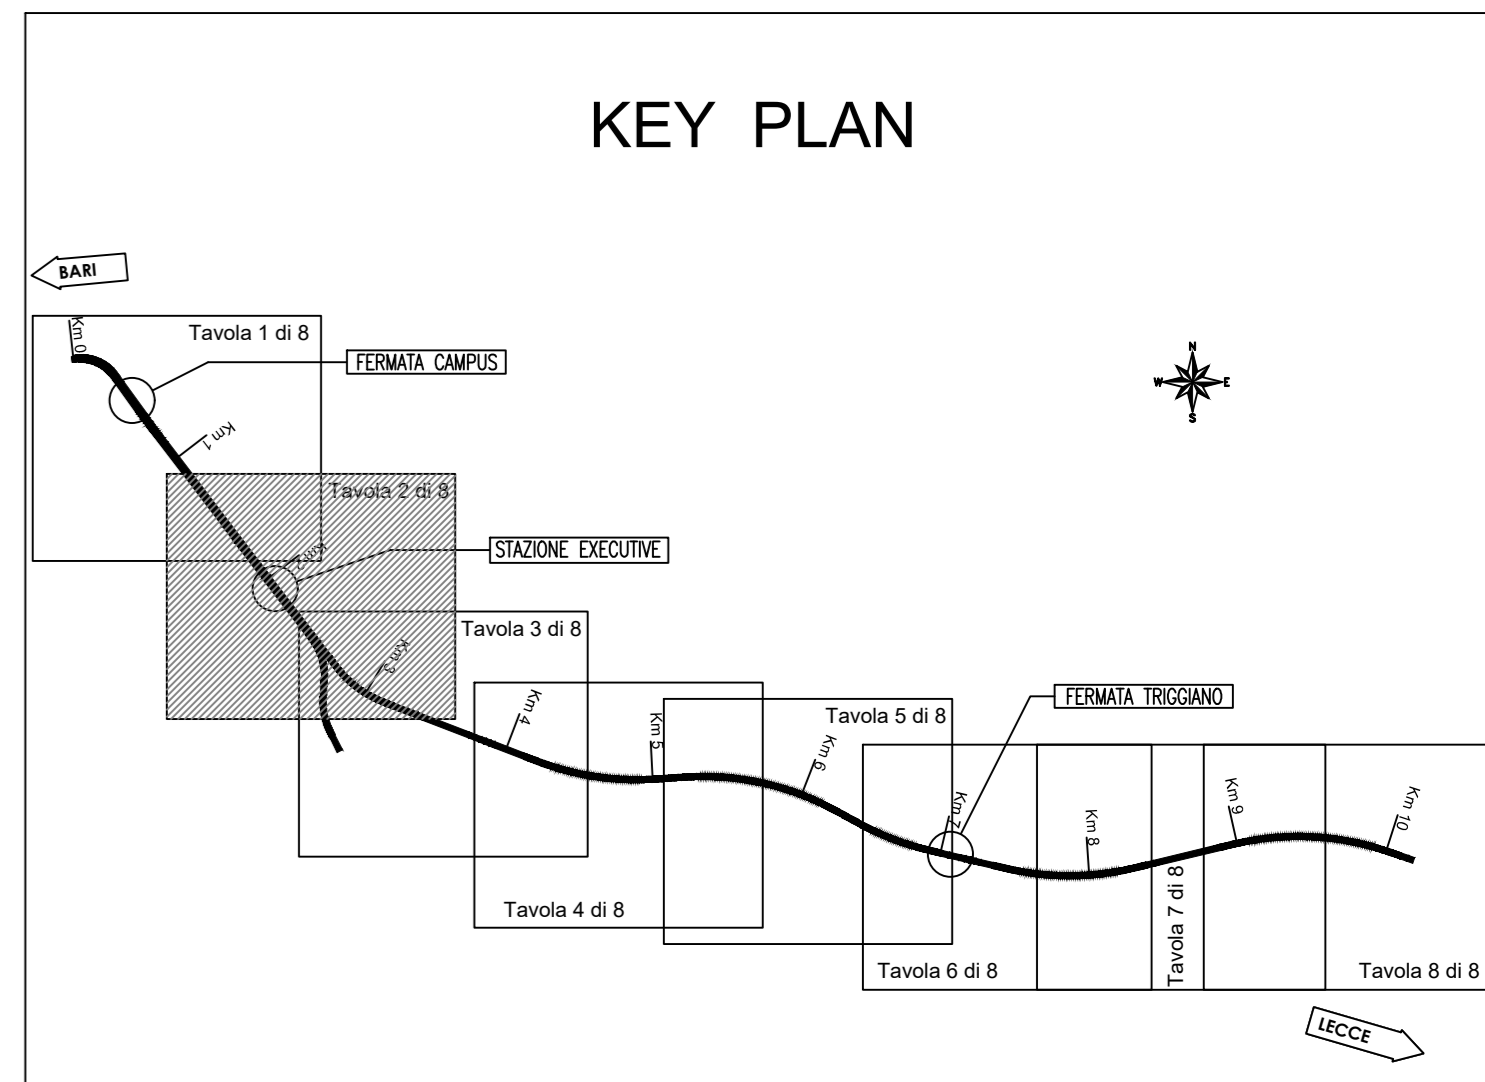 KEY PLAN
BARI
Km 0
Tavola 1 di 8
FERMATA CAMPUS
N
W E
S
Km 1
Tavola 2 di 8
Km 2
STAZIONE EXECUTIVE
Tavola 3 di 8
Km 3
Km 4
Km 5
Tavola 5 di 8
FERMATA TRIGGIANO
Km 6
Km 7
Km 8
Km 9
Km 10
Tavola 4 di 8
Tavola 6 di 8
Tavola 7 di 8
Tavola 8 di 8
LECCE